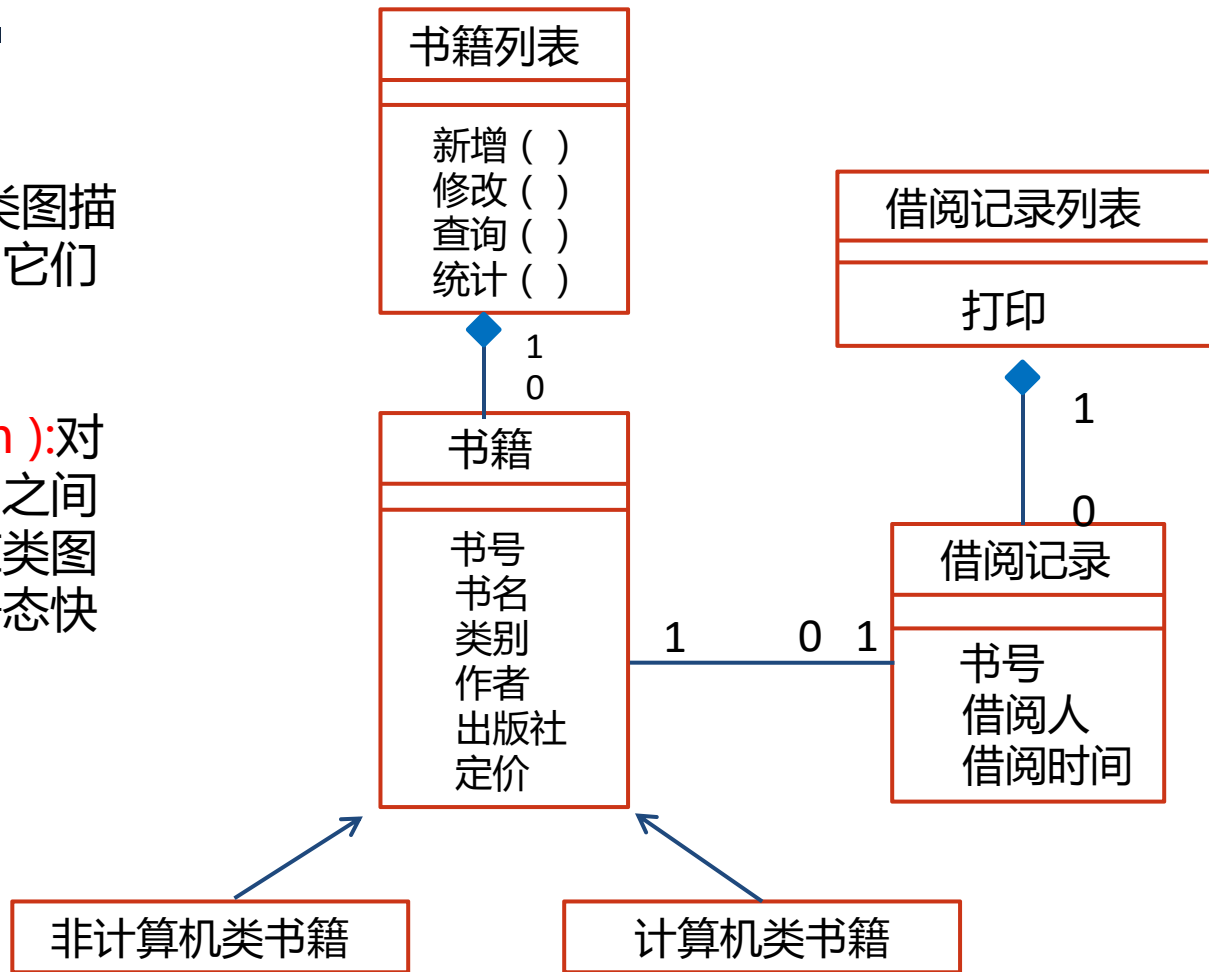 类图描
它们
n ):对
之间
类图
态快
书籍列表
新增 ( )
修改 ( )
查询 ( )
统计 ( )
1
0
书籍
书号
书名
类别
作者
出版社
定价
1
0 1
借阅记录列表
打印
1
0
借阅记录
书号
借阅人
借阅时间
非计算机类书籍
计算机类书籍